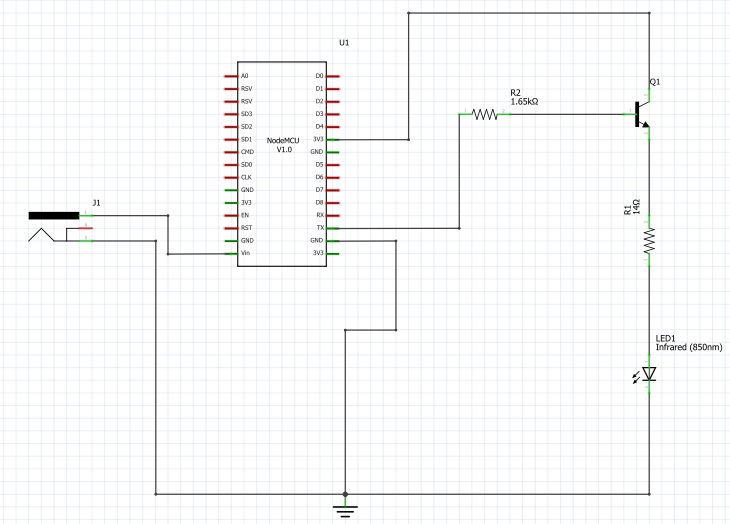 U1
Q1
R2
1.65kΩ
A0 D0
RSV D1
RSV D2
SD3 D3
SD2 D4
SD1 3V3
NodeMCU
V1.0
CMD GND
SD0 D5
CLK D6
GND D7
3V3 D8
EN RX
RST TX
GND GND
Vin 3V3
J1
R1
14Ω
LED1
Infrared (850nm)